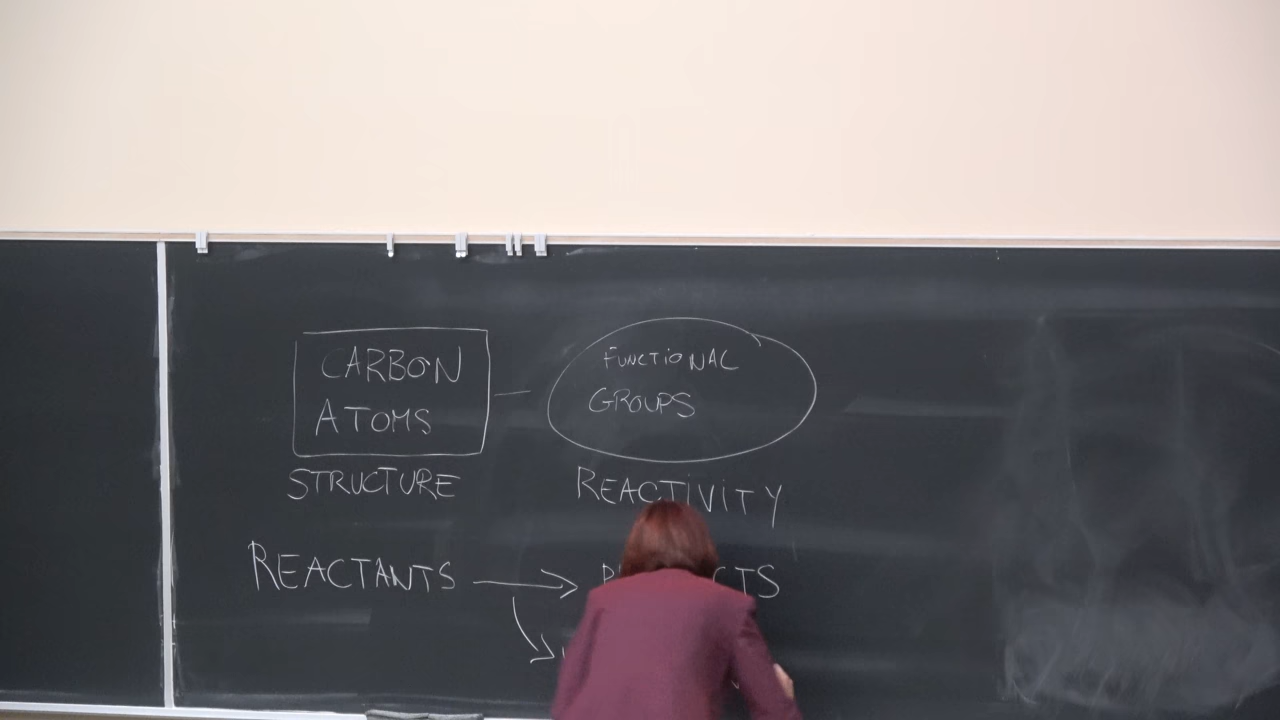 CARBON
ATOMS
FUNCTIONAL
GROUPS
STRUCTURE
REACTIVITY
REACTANTS